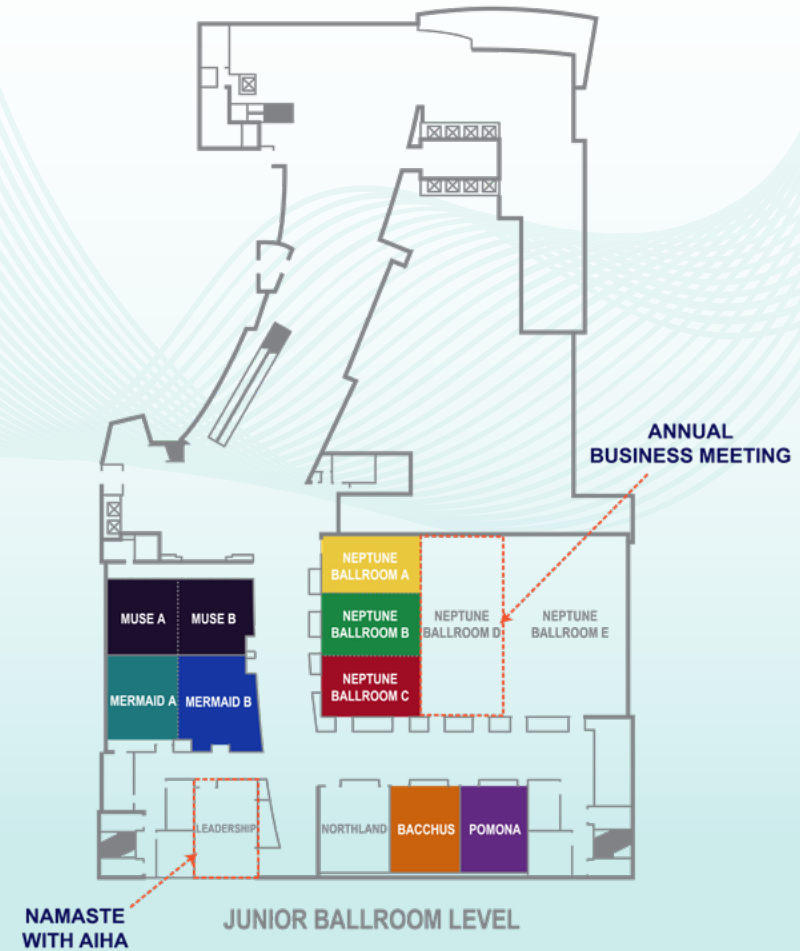 ANNUAL
BUSINESS MEETING
NEPTUNE
BALLROOM A
MUSE A
MUSE B
NEPTUNE
BALLROOM B
NEPTUNE
BALLROOM D
NEPTUNE
BALLROOM E
MERMAID A
MERMAID B
NEPTUNE
BALLROOM C
LEADERSHIP
NORTHLAND
BACCHUS
POMONA
NAMASTE
WITH AIHA
JUNIOR BALLROOM LEVEL